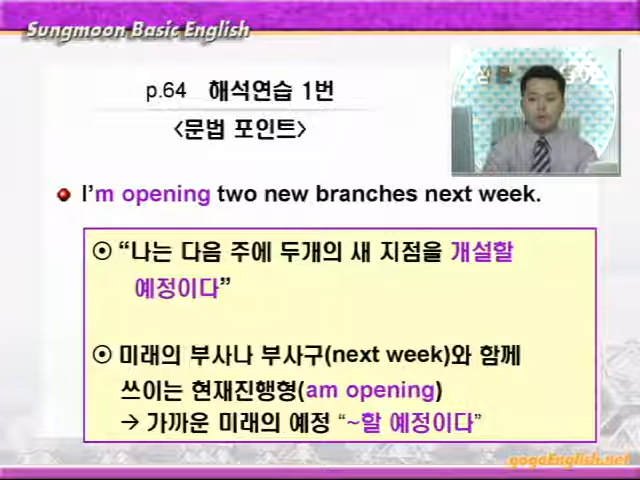 Sungmoon Basic English
p.64 해석연습 1번
<문법 포인트>
I'm opening two new branches next week.
⊙ “나는 다음 주에 두개의 새 지점을 개설할
예정이다”
⊙ 미래의 부사나 부사구(next week)와 함께
쓰이는 현재진행형(am opening)
→ 가까운 미래의 예정 “~할 예정이다”
gogoEnglish.net